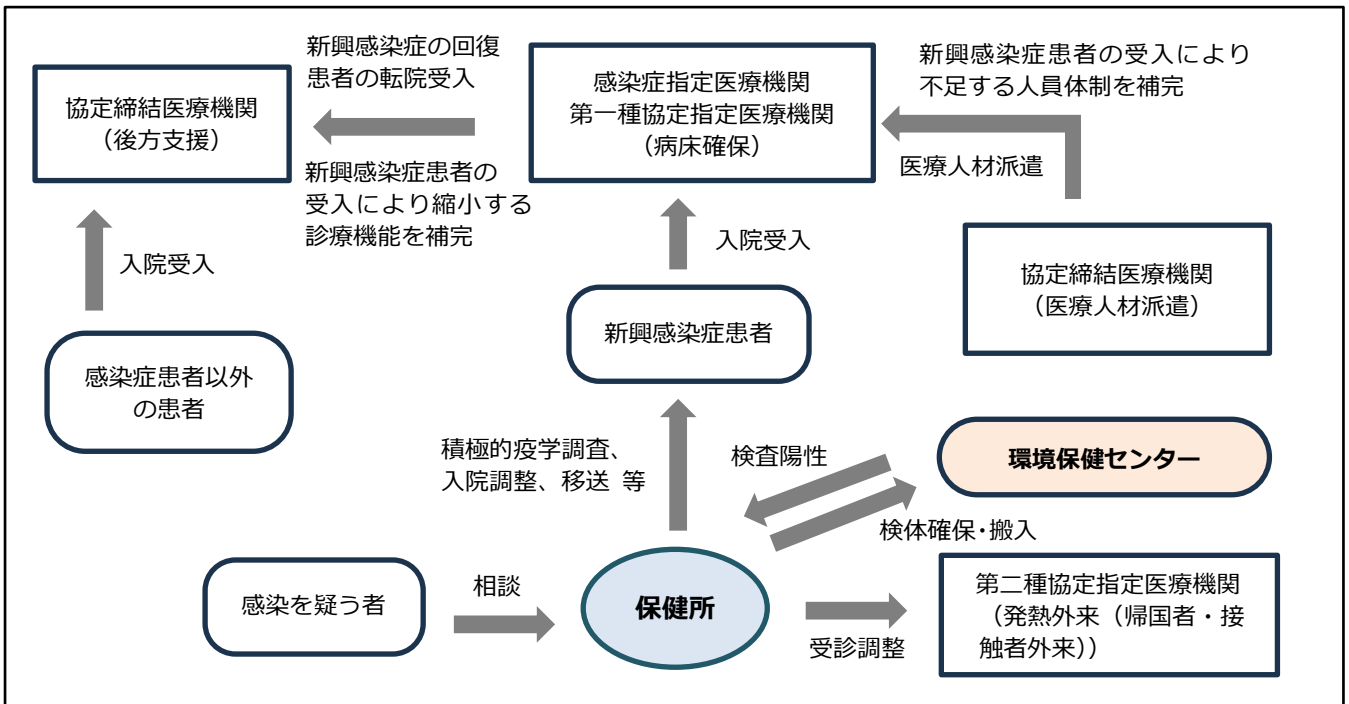 新興感染症の回復
患者の転院受入
協定締結医療機関
(後方支援)
新興感染症患者の
受入により縮小する
診療機能を補完
感染症指定医療機関
第一種協定指定医療機関
(病床確保)
新興感染症患者の受入により
不足する人員体制を補完
医療人材派遣
入院受入
入院受入
協定締結医療機関
(医療人材派遣)
新興感染症患者
感染症患者以外
の患者
積極的疫学調査、
入院調整、移送 等
検査陽性
環境保健センター
検体確保・搬入
感染を疑う者
相談
保健所
受診調整
第二種協定指定医療機関
(発熱外来(帰国者・接
触者外来))